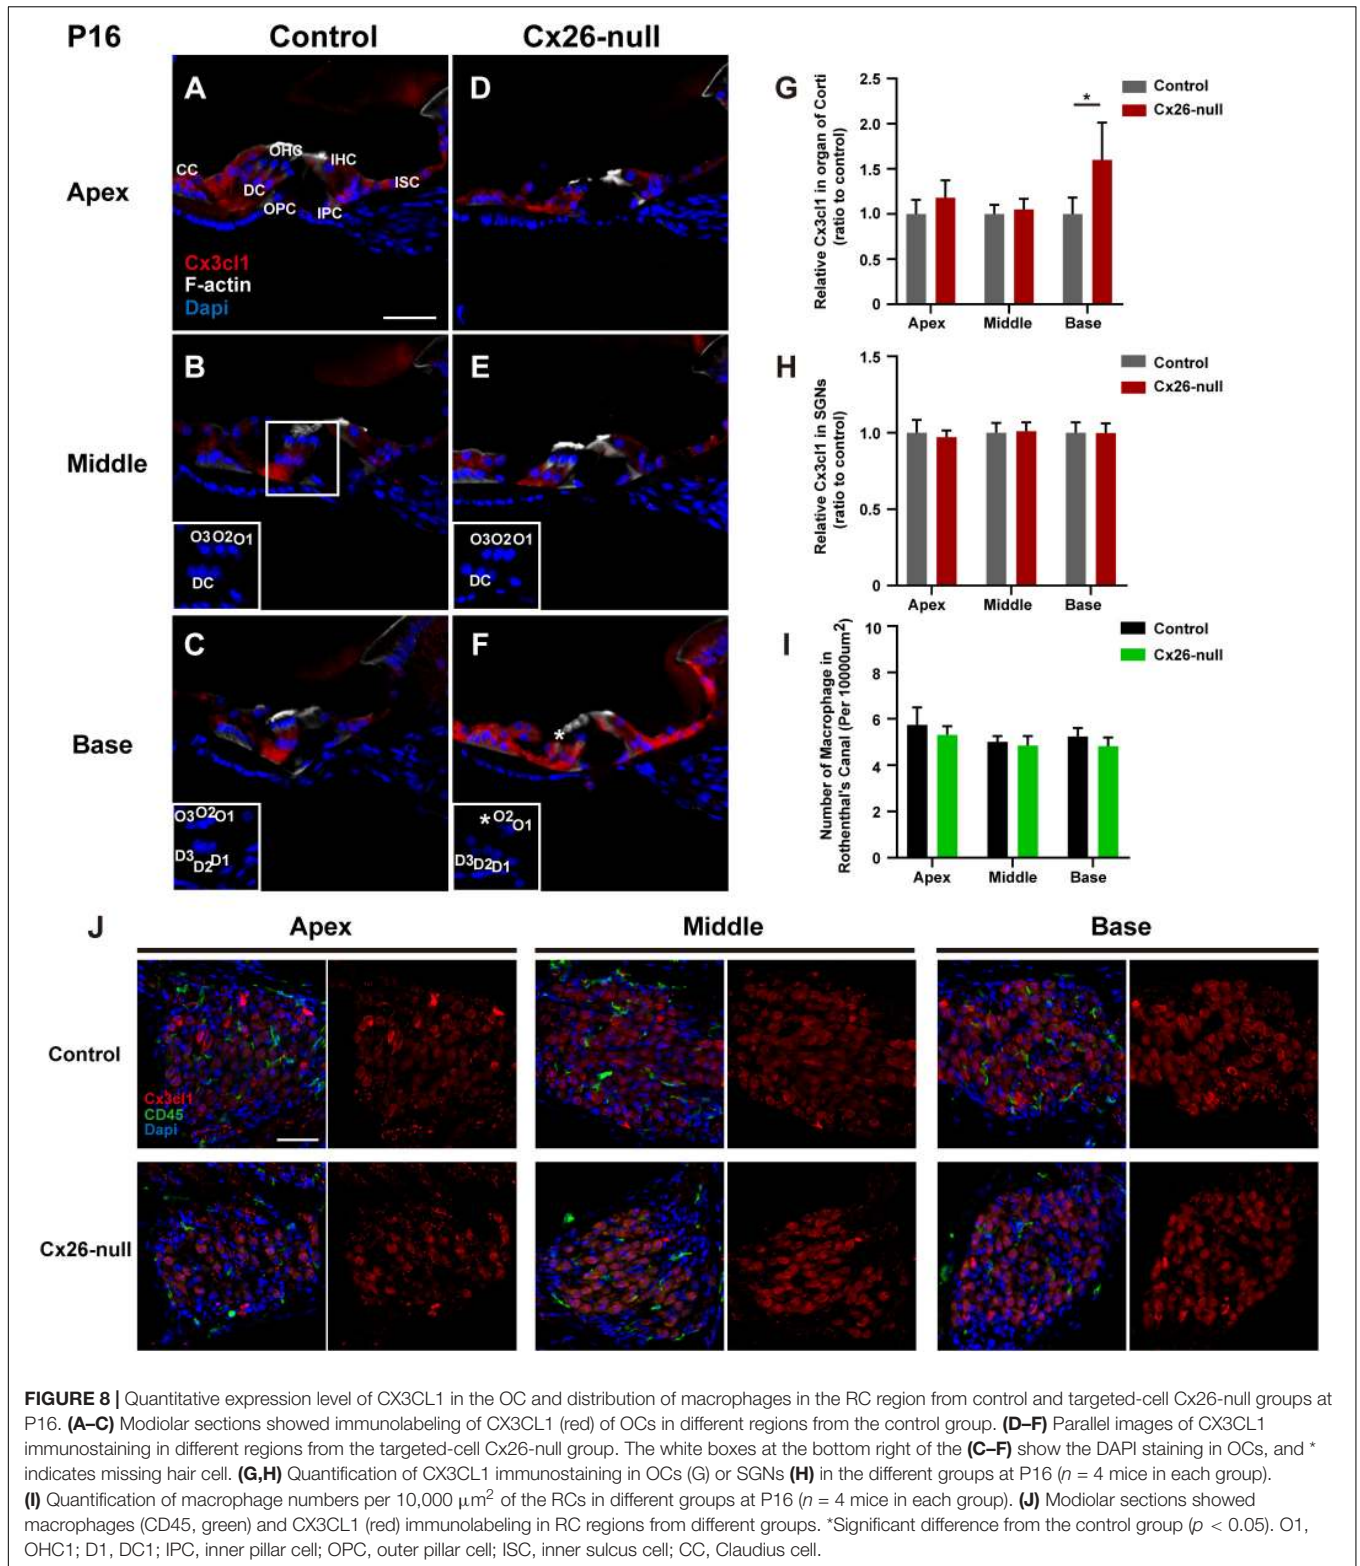 P16 Control Cx26-null
A
D
OHC
IHC
CC
DC
ISC
OPC
IPC
Apex
Cx3cl1
F-actin
Dapi
B
E
Middle
O3 O2 O1
DC
O3 O2 O1
DC
C
F
*
Base
O3 O2 O1
D3 D2 D1
* O2 O1
D3 D2 D1
G
Relative Cx3cl1 in organ of Corti
(ratio to control)
2.5
2.0
1.5
1.0
0.5
0
*
Control
Cx26-null
Apex Middle Base
H
Relative Cx3cl1 in SGNs
(ratio to control)
1.5
1.0
0.5
0
Control
Cx26-null
Apex Middle Base
I
Number of Macrophage in
Rothenthal's Canal (Per 10000um2)
10
8
6
4
2
0
Control
Cx26-null
Apex Middle Base
J Apex Middle Base
Control
Cx3cl1
CD45
Dapi
Cx26-null
FIGURE 8 | Quantitative expression level of CX3CL1 in the OC and distribution of macrophages in the RC region from control and targeted-cell Cx26-null groups at
P16. (A–C) Modiolar sections showed immunolabeling of CX3CL1 (red) of OCs in different regions from the control group. (D–F) Parallel images of CX3CL1
immunostaining in different regions from the targeted-cell Cx26-null group. The white boxes at the bottom right of the (C–F) show the DAPI staining in OCs, and *
indicates missing hair cell. (G,H) Quantification of CX3CL1 immunostaining in OCs (G) or SGNs (H) in the different groups at P16 (n = 4 mice in each group).
(I) Quantification of macrophage numbers per 10,000 μm2 of the RCs in different groups at P16 (n = 4 mice in each group). (J) Modiolar sections showed
macrophages (CD45, green) and CX3CL1 (red) immunolabeling in RC regions from different groups. *Significant difference from the control group (p < 0.05). O1,
OHC1; D1, DC1; IPC, inner pillar cell; OPC, outer pillar cell; ISC, inner sulcus cell; CC, Claudius cell.